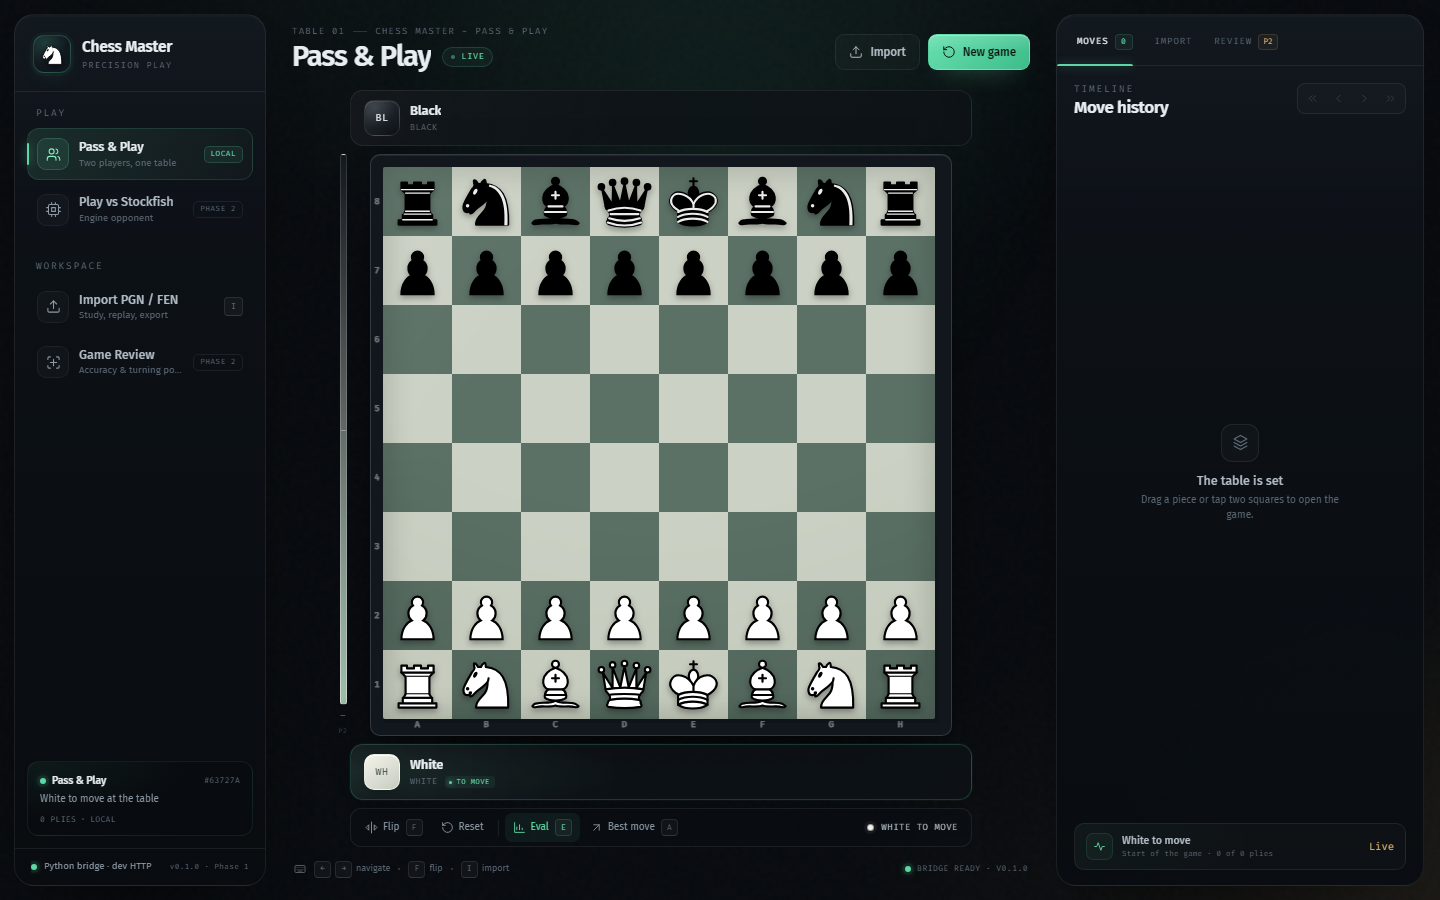 Chess Master
PRECISION PLAY
PLAY
Pass & Play
Two players, one table
LOCAL
Play vs Stockfish
Engine opponent
PHASE 2
WORKSPACE
Import PGN / FEN
Study, replay, export
I
Game Review
Accuracy & turning po...
PHASE 2
Pass & Play
#63727A
White to move at the table
0 PLIES · LOCAL
Python bridge · dev HTTP
v0.1.0 · Phase 1
TABLE 01 — CHESS MASTER – PASS & PLAY
Pass & Play
LIVE
Import
New game
BL
Black
BLACK
8
7
6
5
4
3
2
1
A B C D E F G H
P2
WH
White
WHITE
TO MOVE
Flip F
Reset
Eval E
Best move A
WHITE TO MOVE
← → navigate · F flip · I import
BRIDGE READY · V0.1.0
MOVES 0
IMPORT
REVIEW P2
TIMELINE
Move history
« ‹ › »
The table is set
Drag a piece or tap two squares to open the
game.
White to move
Start of the game · 0 of 0 plies
Live